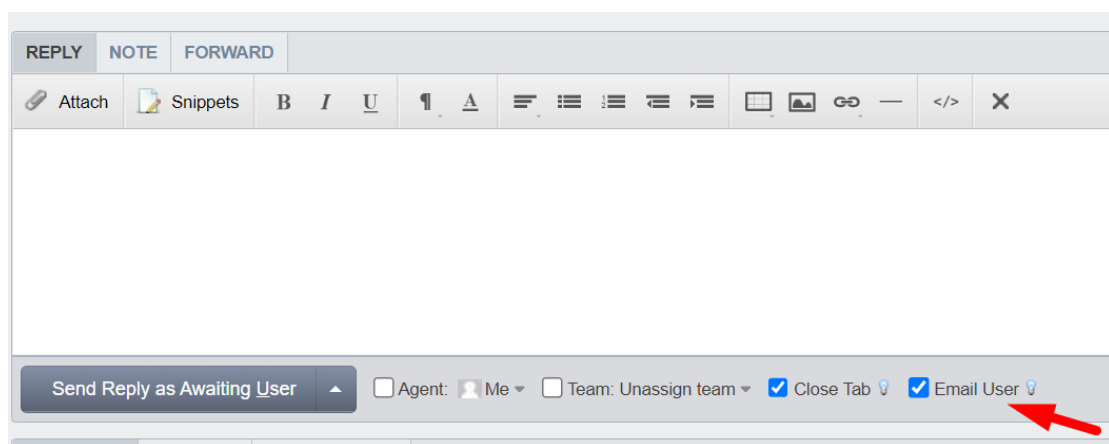 REPLY NOTE FORWARD
Attach Snippets B I U ¶ A </>
Send Reply as Awaiting User Agent: Me Team: Unassign team Close Tab Email User